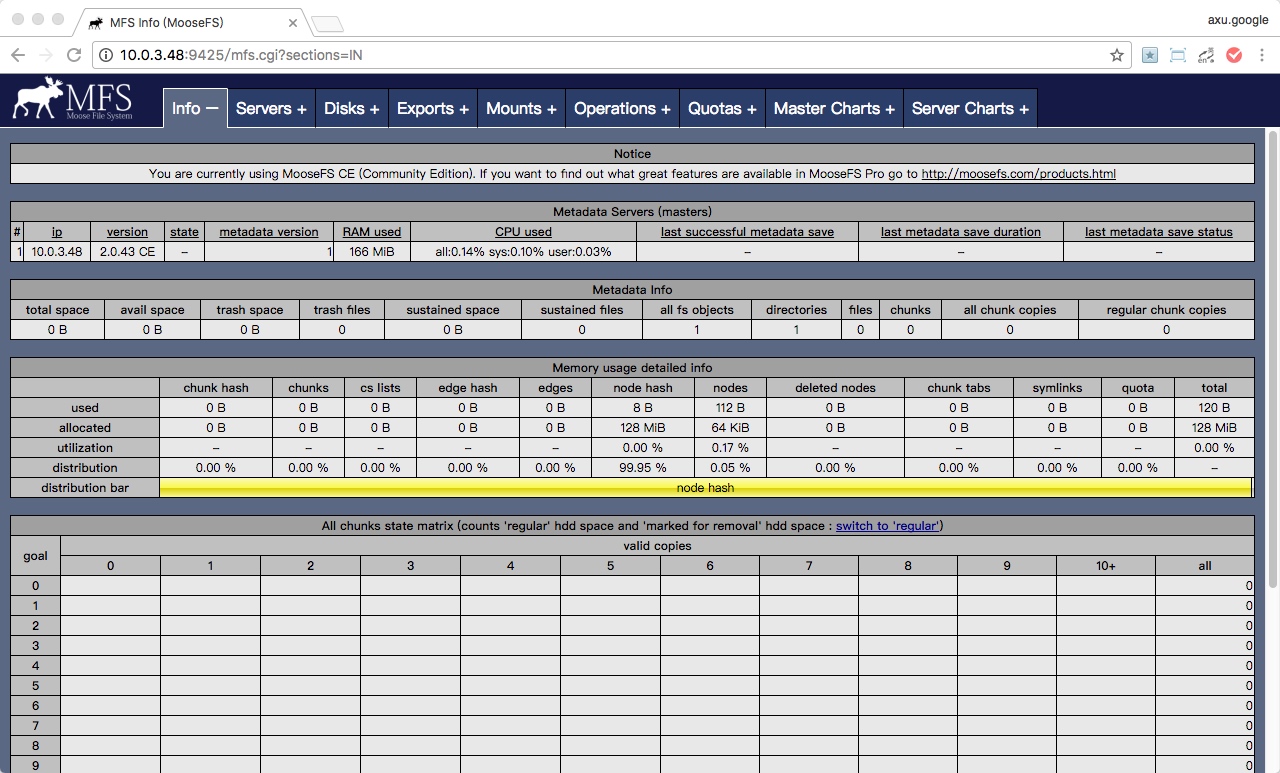 MFS Info (MooseFS)
axu.google
10.0.3.48:9425/mfs.cgi?sections=IN
MFS
Moose File System
Info − Servers + Disks + Exports + Mounts + Operations + Quotas + Master Charts + Server Charts +
Notice
You are currently using MooseFS CE (Community Edition). If you want to find out what great features are available in MooseFS Pro go to http://moosefs.com/products.html
Metadata Servers (masters)
# ip version state metadata version RAM used CPU used last successful metadata save last metadata save duration last metadata save status
1 10.0.3.48 2.0.43 CE – 1 166 MiB all:0.14% sys:0.10% user:0.03% – – –
Metadata Info
total space avail space trash space trash files sustained space sustained files all fs objects directories files chunks all chunk copies regular chunk copies
0 B 0 B 0 B 0 0 B 0 1 1 0 0 0 0
Memory usage detailed info
chunk hash chunks cs lists edge hash edges node hash nodes deleted nodes chunk tabs symlinks quota total
used 0 B 0 B 0 B 0 B 0 B 8 B 112 B 0 B 0 B 0 B 0 B 120 B
allocated 0 B 0 B 0 B 0 B 0 B 128 MiB 64 KiB 0 B 0 B 0 B 0 B 128 MiB
utilization – – – – – 0.00 % 0.17 % – – – – 0.00 %
distribution 0.00 % 0.00 % 0.00 % 0.00 % 0.00 % 99.95 % 0.05 % 0.00 % 0.00 % 0.00 % 0.00 % –
distribution bar node hash
All chunks state matrix (counts 'regular' hdd space and 'marked for removal' hdd space : switch to 'regular')
goal valid copies
0 1 2 3 4 5 6 7 8 9 10+ all
0 0
1 0
2 0
3 0
4 0
5 0
6 0
7 0
8 0
9 0